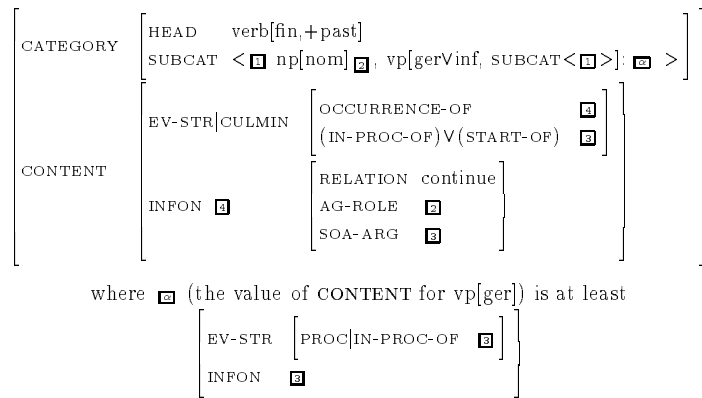 CATEGORY
HEAD verb[fin,+past]
SUBCAT < 1 np[nom] 2 , vp[ger∨inf, SUBCAT<1>]: α >
CONTENT
EV-STR|CULMIN
OCCURRENCE-OF 4
(IN-PROC-OF)∨(START-OF) 3
INFON 4
RELATION continue
AG-ROLE 2
SOA-ARG 3
where α (the value of CONTENT for vp[ger]) is at least
EV-STR [PROC|IN-PROC-OF 3]
INFON 3